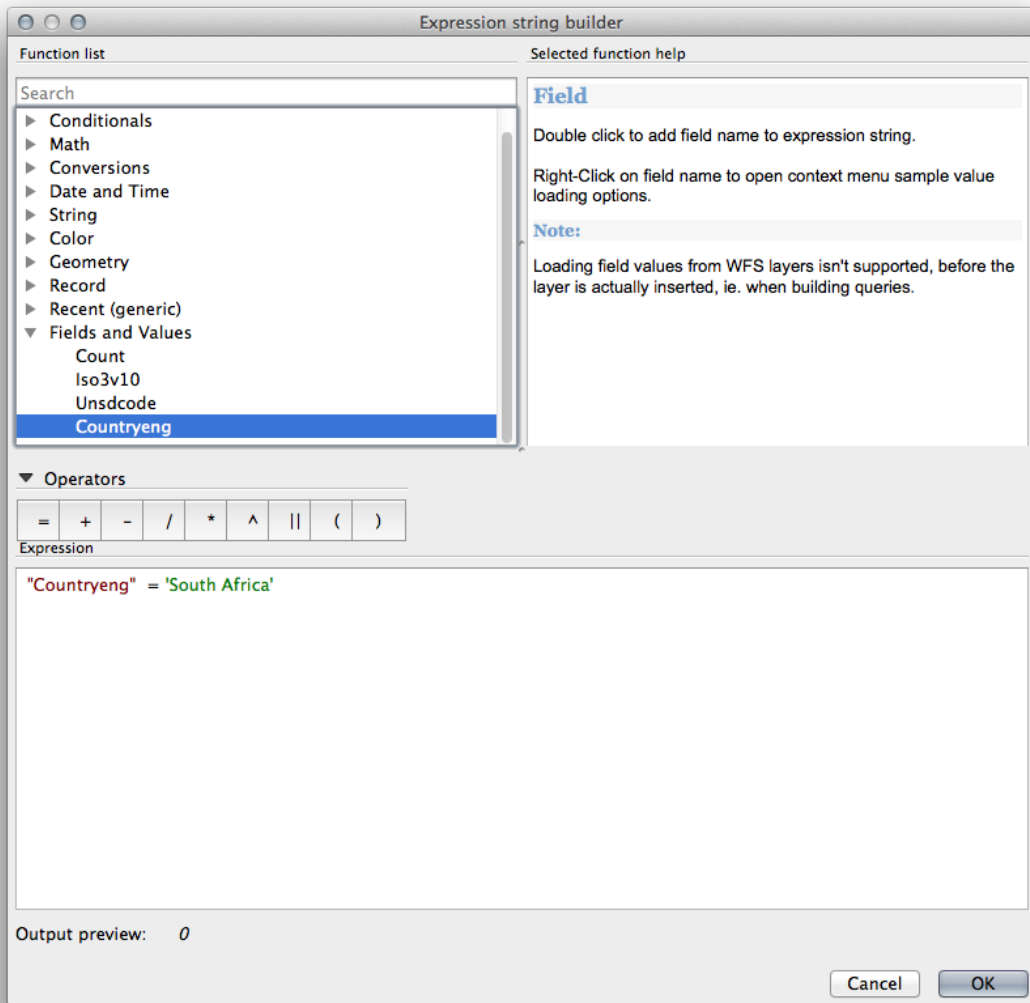 Expression string builder
Function list
Search
Conditionals
Math
Conversions
Date and Time
String
Color
Geometry
Record
Recent (generic)
Fields and Values
Count
Iso3v10
Unsdcode
Countryeng
Selected function help
Field
Double click to add field name to expression string.
Right-Click on field name to open context menu sample value
loading options.
Note:
Loading field values from WFS layers isn't supported, before the
layer is actually inserted, ie. when building queries.
Operators
= + - / * ^ || ( )
Expression
"Countryeng" = 'South Africa'
Output preview: 0
Cancel OK